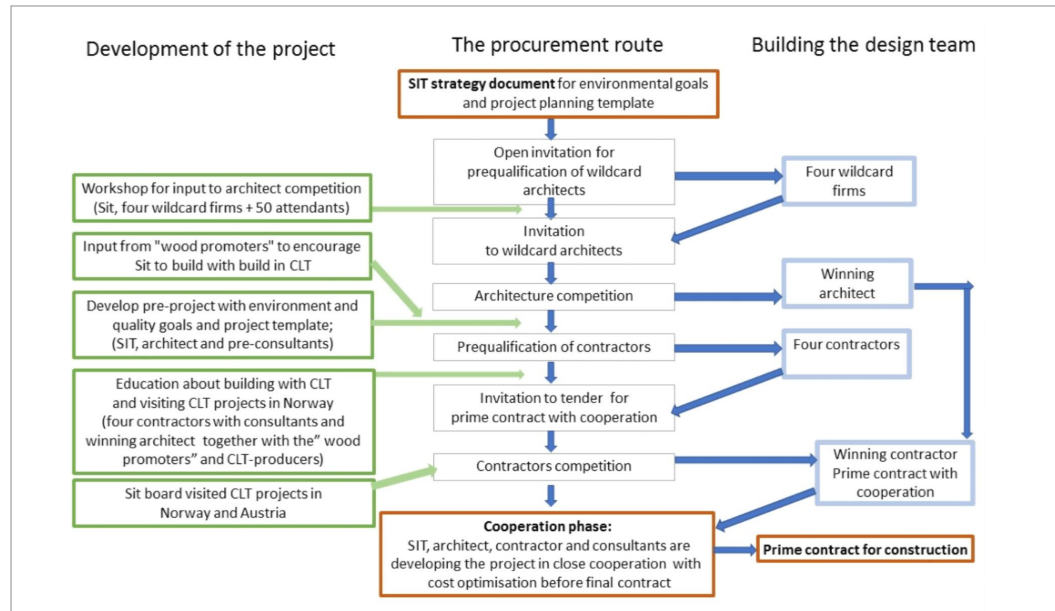 Development of the project
The procurement route
Building the design team
SIT strategy document for environmental goals
and project planning template
Open invitation for
prequalification of wildcard
architects
Four wildcard
firms
Workshop for input to architect competition
(Sit, four wildcard firms + 50 attendants)
Invitation
to wildcard architects
Input from "wood promoters" to encourage
Sit to build with build in CLT
Architecture competition
Winning
architect
Develop pre-project with environment and
quality goals and project template;
(SIT, architect and pre-consultants)
Prequalification of contractors
Four contractors
Education about building with CLT
and visiting CLT projects in Norway
(four contractors with consultants and
winning architect together with the” wood
promoters” and CLT-producers)
Invitation to tender for
prime contract with cooperation
Contractors competition
Winning contractor
Prime contract with
cooperation
Sit board visited CLT projects in
Norway and Austria
Cooperation phase:
SIT, architect, contractor and consultants are
developing the project in close cooperation with
cost optimisation before final contract
Prime contract for construction